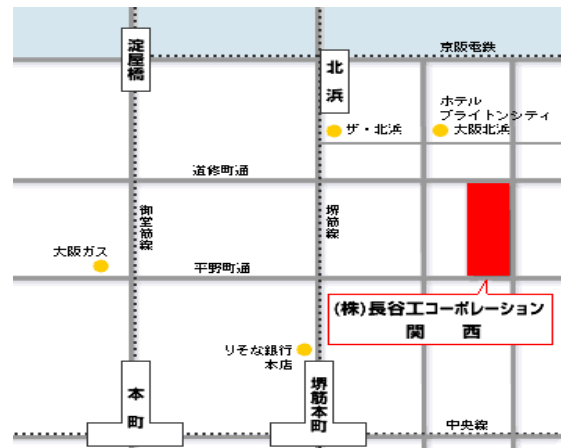 京阪電鉄
淀屋橋
北浜
ホテル
ブライトンシティ
大阪北浜
ザ・北浜
道修町通
御堂筋線
堺筋線
大阪ガス
平野町通
(株)長谷工コーポレーション
関 西
りそな銀行
本店
本町
堺筋本町
中央線